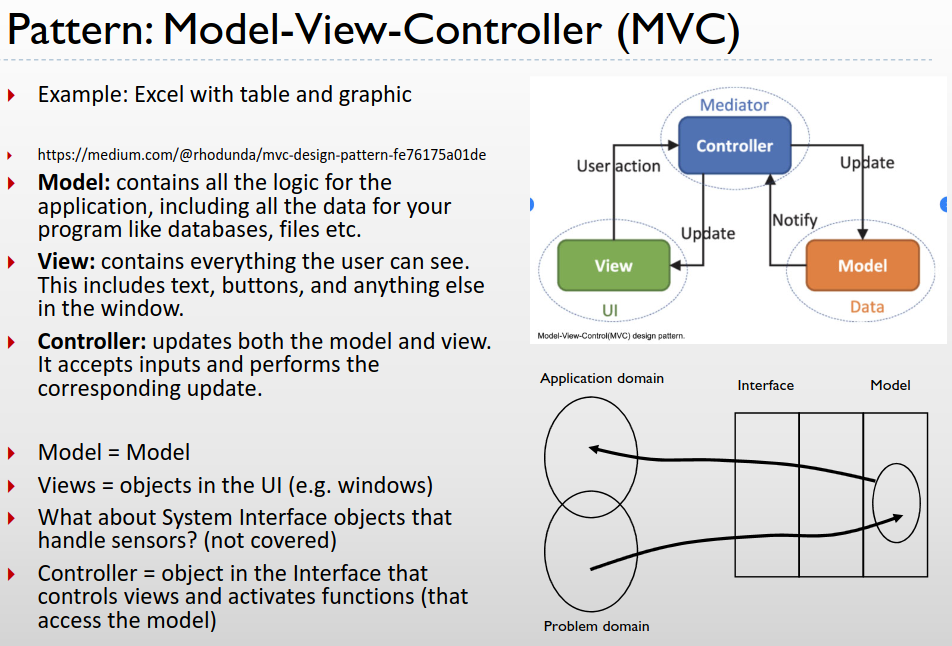 Pattern: Model-View-Controller (MVC)
Example: Excel with table and graphic
https://medium.com/@rhodunda/mvc-design-pattern-fe76175a01de
Model: contains all the logic for the
application, including all the data for your
program like databases, files etc.
View: contains everything the user can see.
This includes text, buttons, and anything else
in the window.
Controller: updates both the model and view.
It accepts inputs and performs the
corresponding update.
Model = Model
Views = objects in the UI (e.g. windows)
What about System Interface objects that
handle sensors? (not covered)
Controller = object in the Interface that
controls views and activates functions (that
access the model)
Mediator
Controller
User action
Update
Update
Notify
View
Model
UI
Data
Model-View-Control(MVC) design pattern.
Application domain
Interface
Model
Problem domain